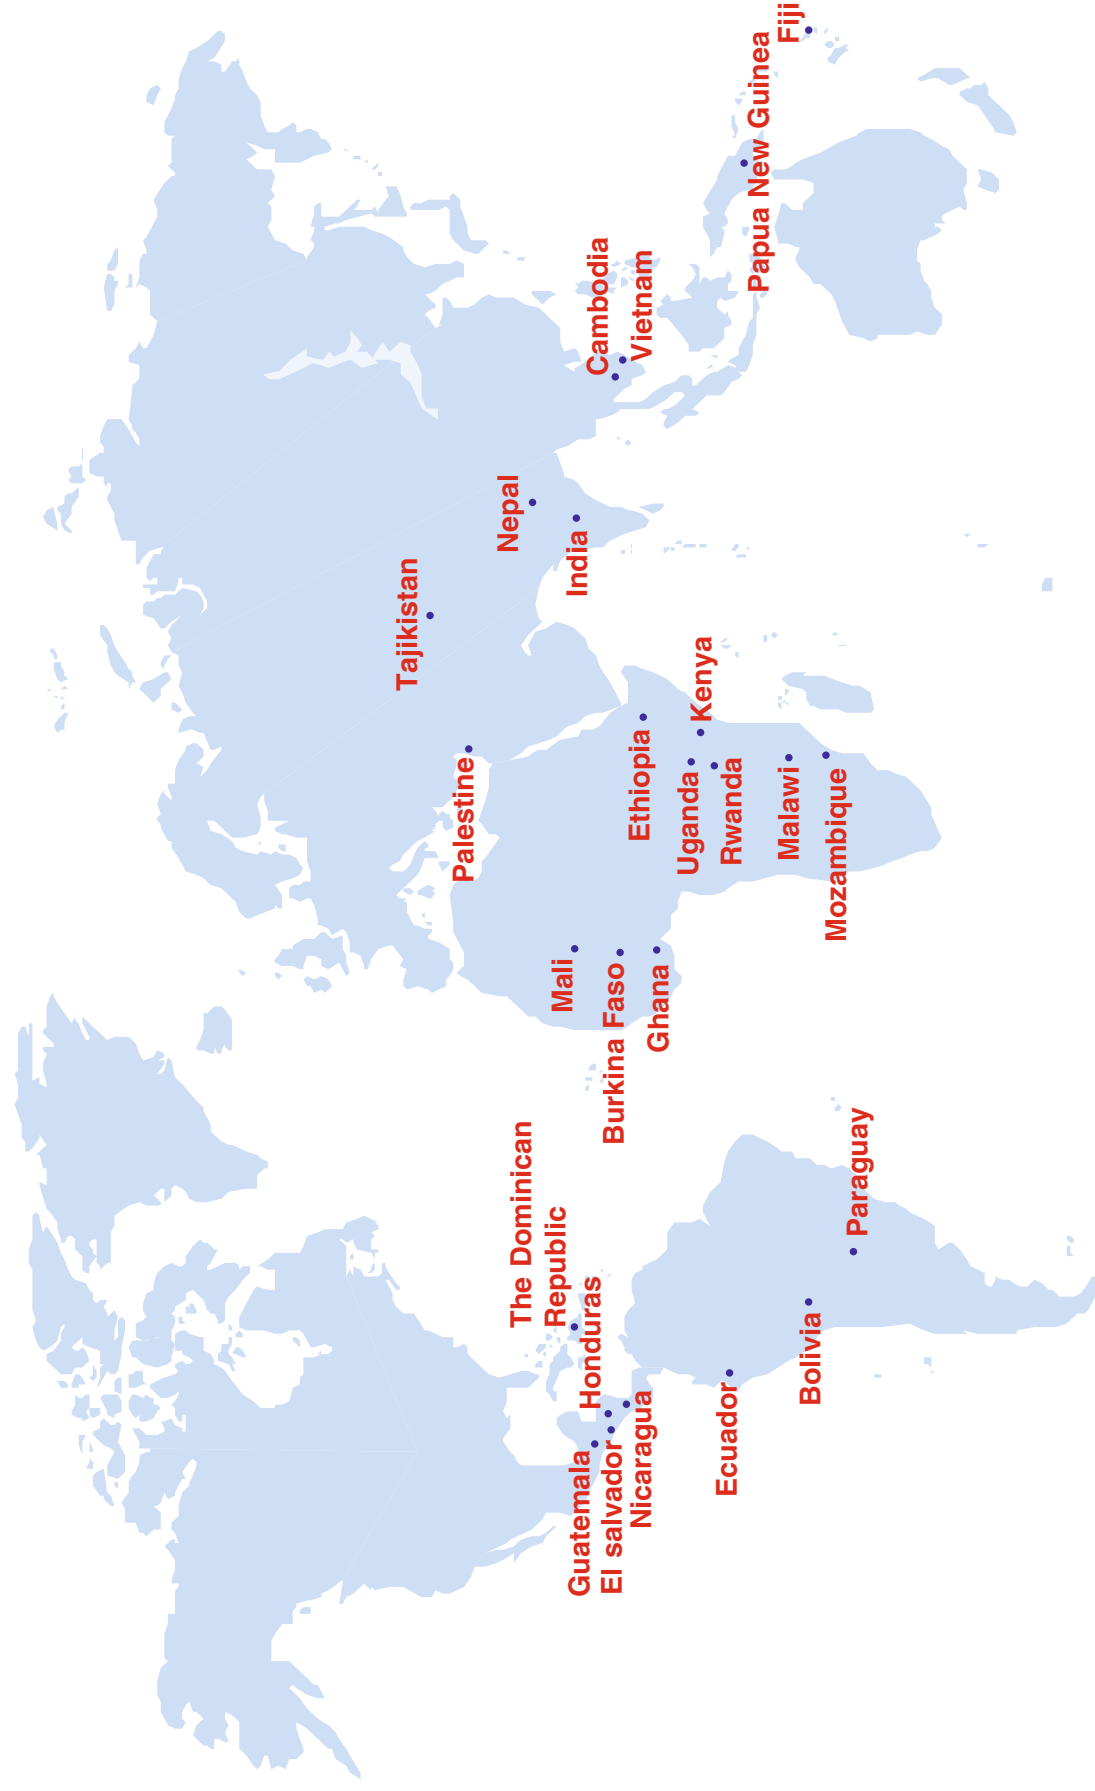 The Dominican
Republic
Honduras
Guatemala
El salvador
Nicaragua
Ecuador
Bolivia
Paraguay
Mali
Burkina Faso
Ghana
Palestine
Ethiopia
Uganda
Kenya
Rwanda
Malawi
Mozambique
Tajikistan
Nepal
India
Cambodia
Vietnam
Papua New Guinea
Fiji